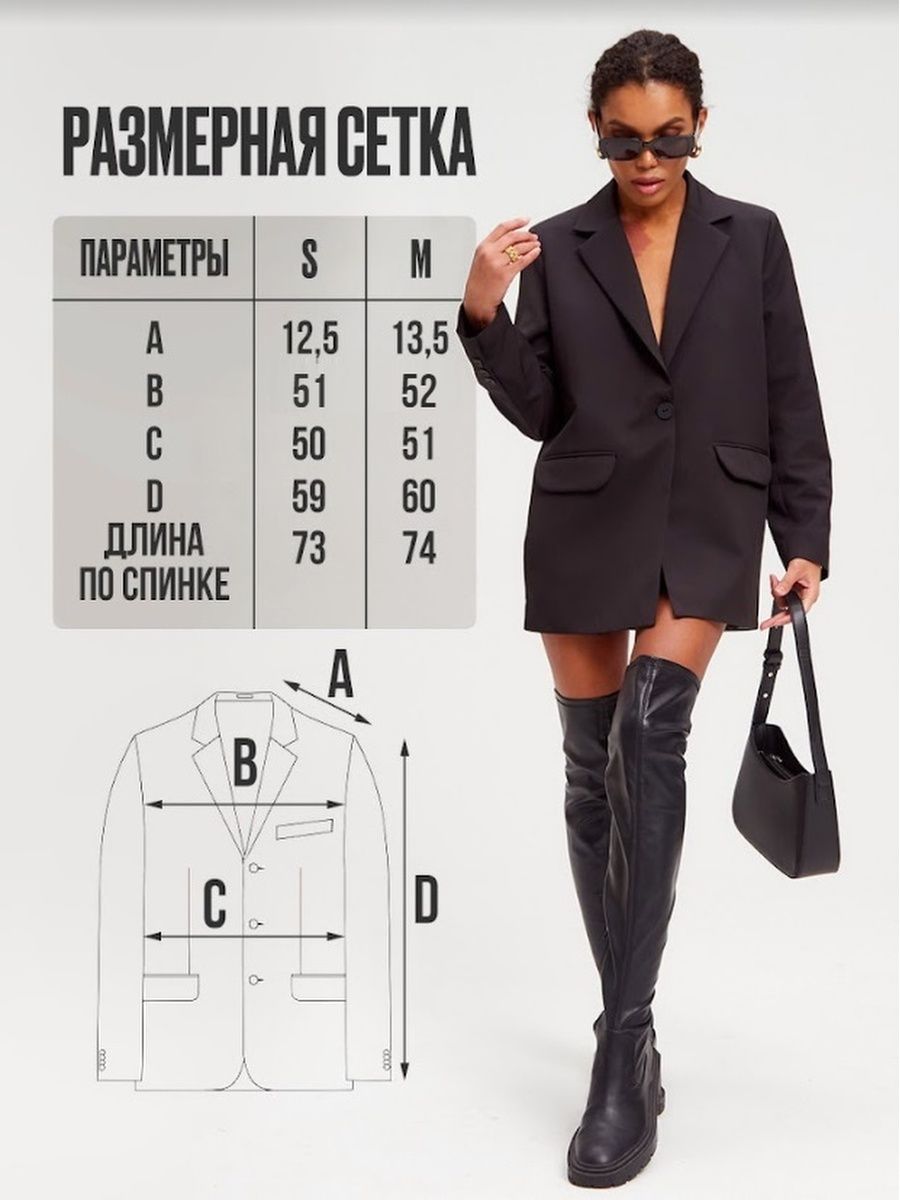 РАЗМЕРНАЯ СЕТКА
ПАРАМЕТРЫ S M
A 12,5 13,5
B 51 52
C 50 51
D 59 60
ДЛИНА
ПО СПИНКЕ 73 74
A
B
C
D